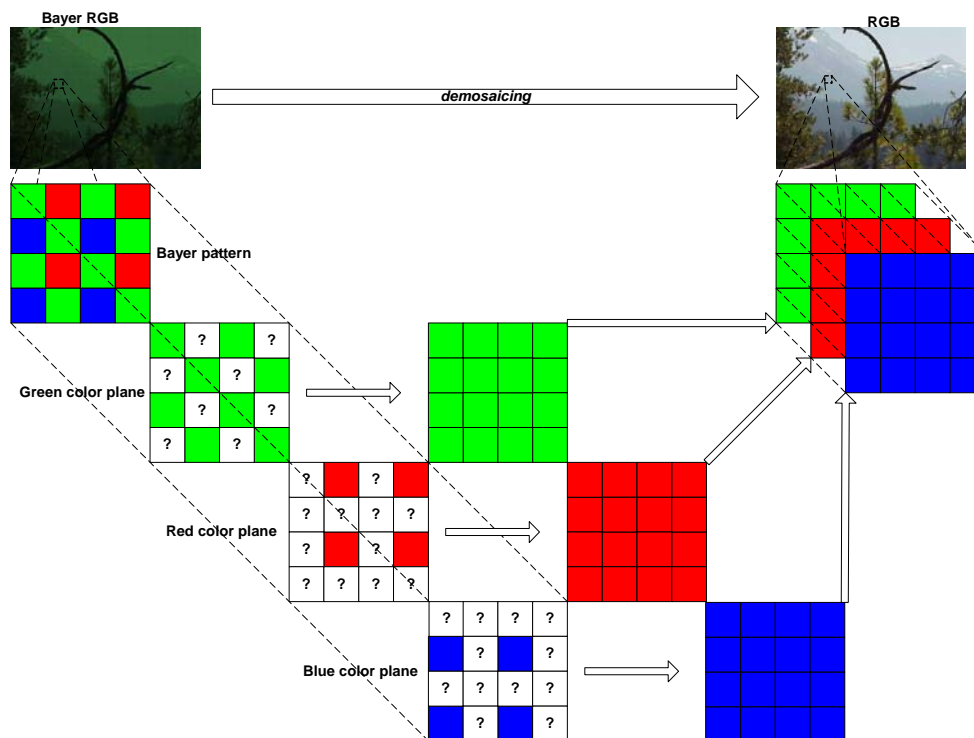 Bayer RGB
RGB
demosaicing
Bayer pattern
? ?
? ?
Green color plane
? ?
? ?
? ?
? ? ? ?
Red color plane
? ?
? ? ? ?
? ? ? ?
? ?
Blue color plane
? ? ? ?
? ?